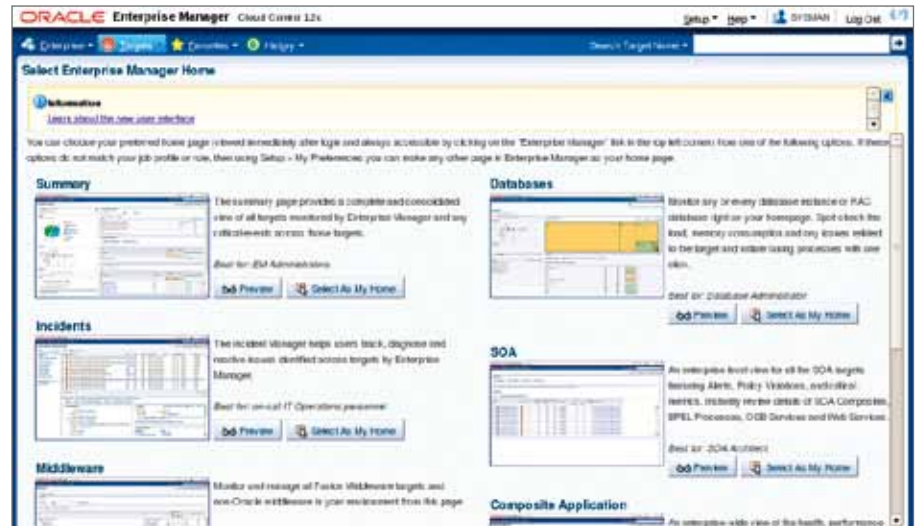 ORACLE Enterprise Manager Cloud Control 12c
Setup Help SYSMAN Log Out
Enterprise Targets Favorites History
Search Target Name
Select Enterprise Manager Home
Information
Learn about the new user interface
You can choose your preferred home page (viewed immediately after login and always accessible by clicking on the 'Enterprise Manager' link in the top left corner) from one of the following options. If these
options do not match your job profile or role, then using Setup - My Preferences you can make any other page in Enterprise Manager as your home page.
Summary
The summary page provides a complete and consolidated
view of all targets monitored by Enterprise Manager and any
critical events across those targets.
Best for: EM Administrators
Preview Select As My Home
Incidents
The Incident Manager helps users track, diagnose and
resolve issues identified across targets by Enterprise
Manager.
Best for: on-call IT Operations personnel
Preview Select As My Home
Middleware
Monitor and manage all Fusion Middleware targets and
non-Oracle middleware in your environment from this page
Databases
Monitor any or every database instance or RAC
database right on your homepage. Spot check the
load, memory consumption and any issues related
to the target and initiate tuning processes with one
click.
Best for: Database Administrator
Preview Select As My Home
SOA
An enterprise level view for all the SOA targets
featuring Alerts, Policy Violations, and critical
metrics. Instantly review details of SOA Composites,
BPEL Processes, OSB Services and Web Services
Best for: SOA Architect
Preview Select As My Home
Composite Application
An enterprise-wide view of the health, performance